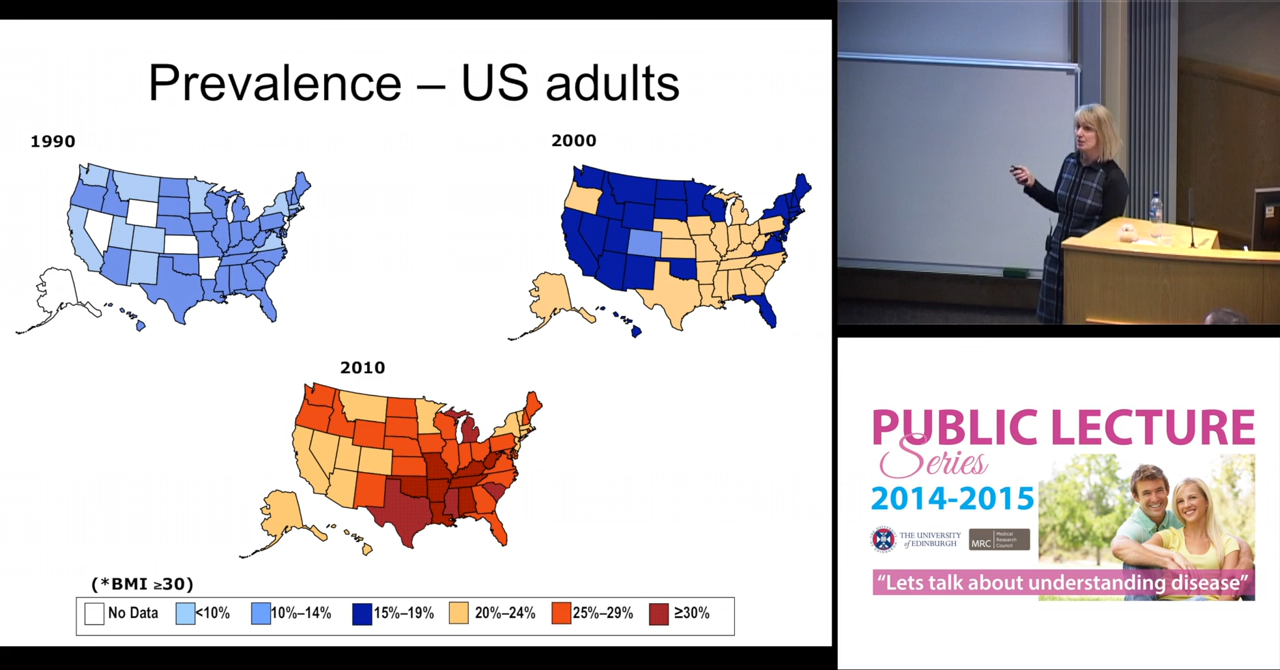 Prevalence – US adults
1990
2000
2010
(*BMI ≥30)
No Data
<10%
10%–14%
15%–19%
20%–24%
25%–29%
≥30%
PUBLIC LECTURE
Series
2014-2015
THE UNIVERSITY
of EDINBURGH
MRC
Medical
Research
Council
“Lets talk about understanding disease”